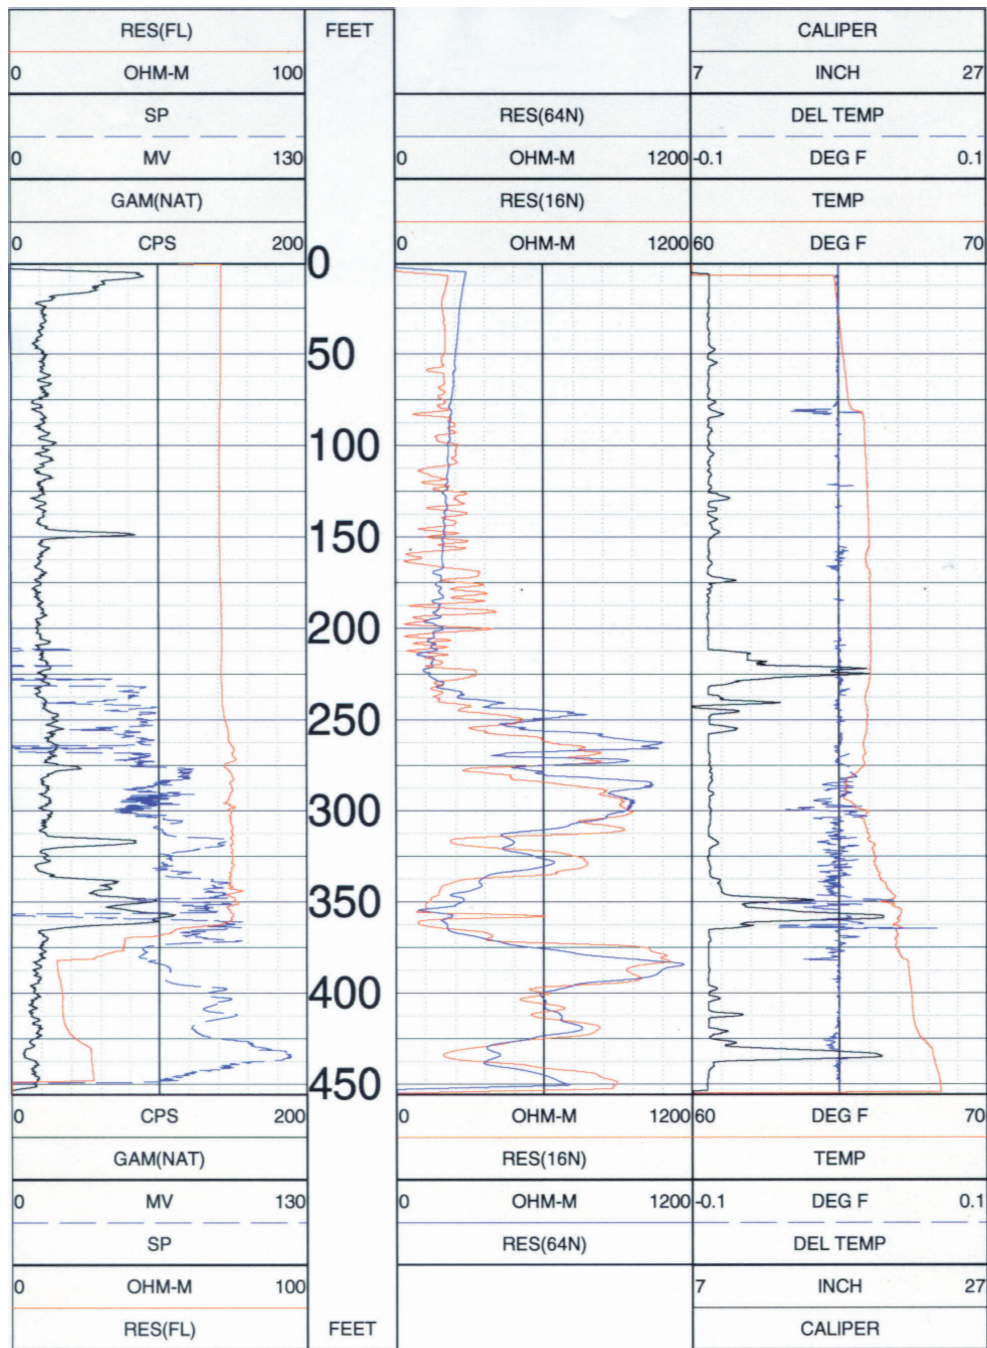 RES(FL) FEET CALIPER
0 OHM-M 100 7 INCH 27
SP RES(64N) DEL TEMP
0 MV 130 0 OHM-M 1200 -0.1 DEG F 0.1
GAM(NAT) RES(16N) TEMP
0 CPS 200 0 OHM-M 1200 60 DEG F 70
0
50
100
150
200
250
300
350
400
450
0 CPS 200 0 OHM-M 1200 60 DEG F 70
GAM(NAT) RES(16N) TEMP
0 MV 130 0 OHM-M 1200 -0.1 DEG F 0.1
SP RES(64N) DEL TEMP
0 OHM-M 100 7 INCH 27
RES(FL) FEET CALIPER